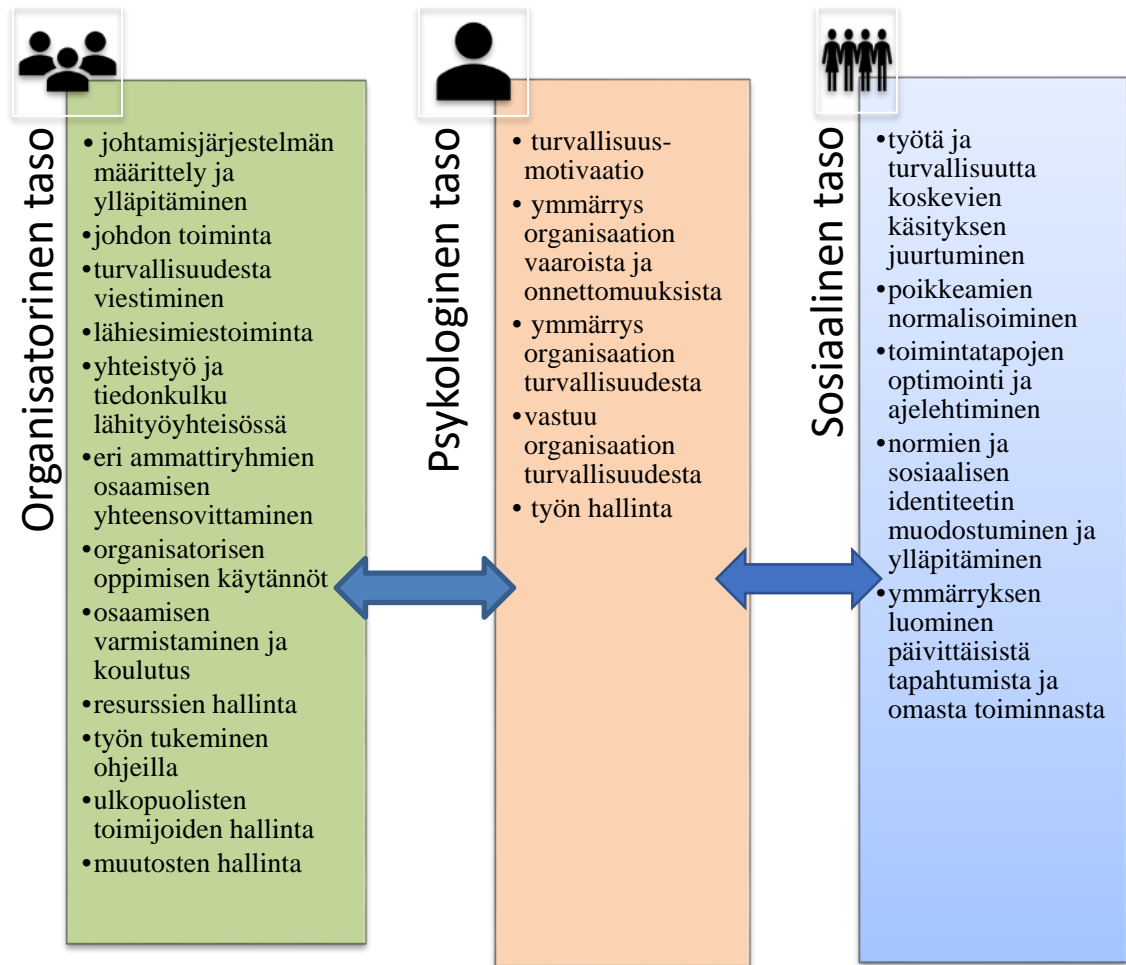 Organisatorinen taso
• johtamisjärjestelmän
määrittely ja
ylläpitäminen
•johdon toiminta
•turvallisuudesta
viestiminen
•lähiesimiestoiminta
•yhteistyö ja
tiedonkulku
lähityöyhteisössä
•eri ammattiryhmien
osaamisen
yhteensovittaminen
•organisatorisen
oppimisen käytännöt
•osaamisen
varmistaminen ja
koulutus
•resurssien hallinta
•työn tukeminen
ohjeilla
•ulkopuolisten
toimijoiden hallinta
•muutosten hallinta
Psykologinen taso
• turvallisuus-
motivaatio
• ymmärrys
organisaation
vaaroista ja
onnettomuuksista
• ymmärrys
organisaation
turvallisuudesta
•vastuu
organisaation
turvallisuudesta
• työn hallinta
Sosiaalinen taso
•työtä ja
turvallisuutta
koskevien
käsityksen
juurtuminen
•poikkeamien
normalisoiminen
•toimintatapojen
optimointi ja
ajelehtiminen
•normien ja
sosiaalisen
identiteetin
muodostuminen ja
ylläpitäminen
•ymmärryksen
luominen
päivittäisistä
tapahtumista ja
omasta toiminnasta